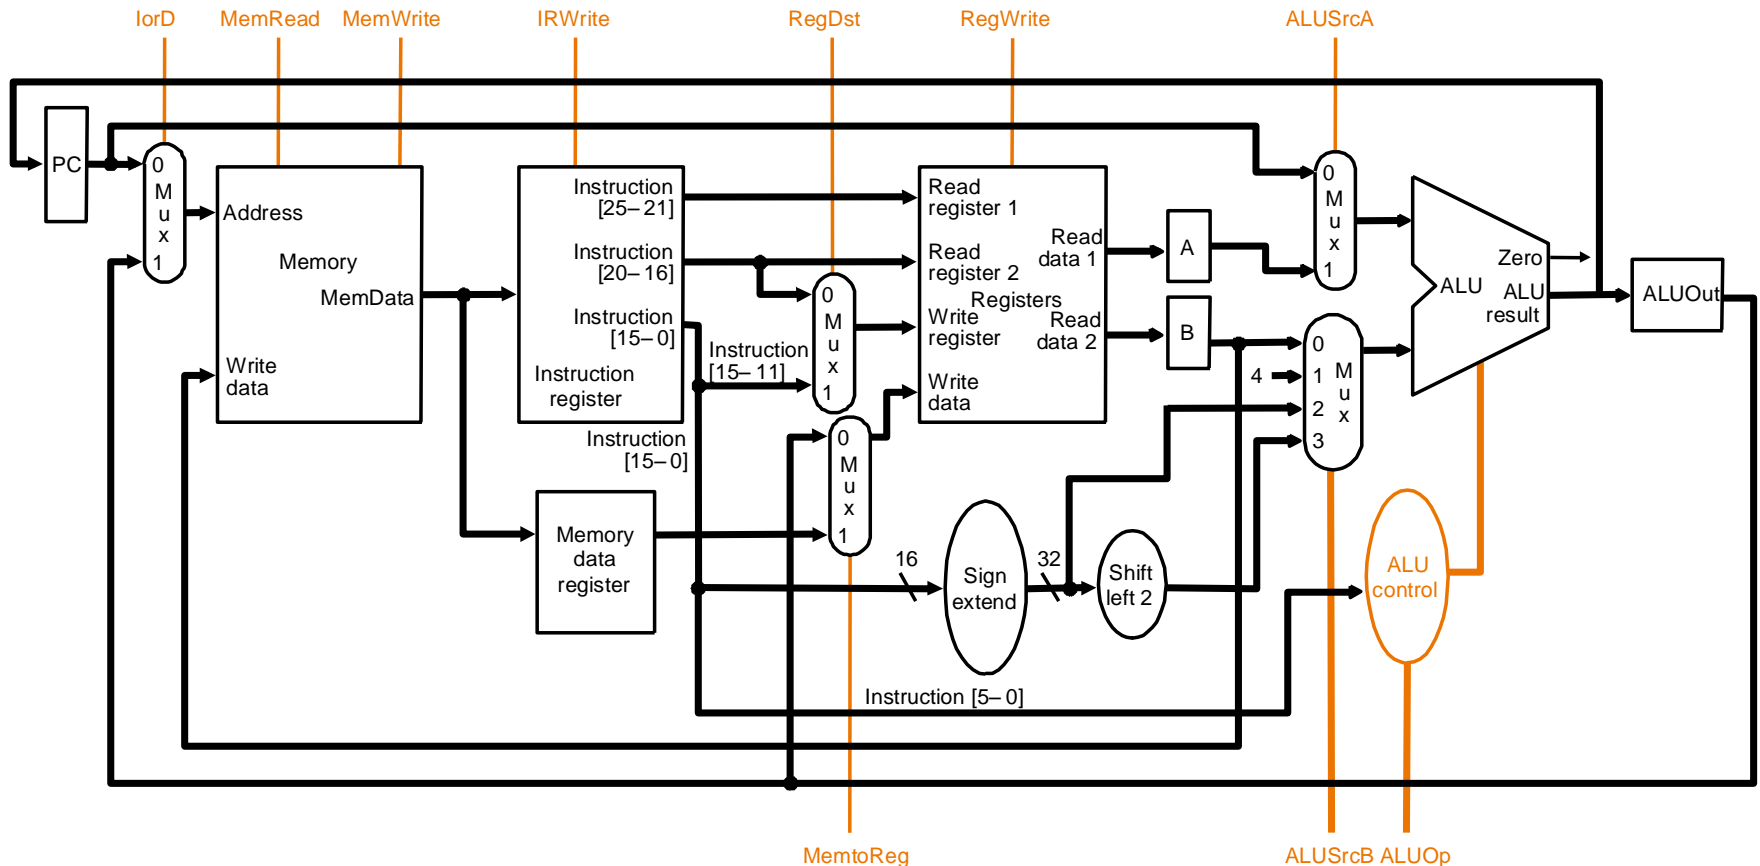 IorD MemRead MemWrite IRWrite RegDst RegWrite ALUSrcA
PC
0
M
u
x
1
Address
Memory
MemData
Write
data
Instruction
[25–21]
Instruction
[20–16]
Instruction
[15–0]
Instruction
register
Instruction
[15–11]
Instruction
[15–0]
Memory
data
register
0
M
u
x
1
0
M
u
x
1
Read
register 1
Read
register 2
Registers
Write
register
Write
data
Read
data 1
Read
data 2
A
B
4
0
M
u
x
1
0
1
2
3
M
u
x
Zero
ALU
ALU
result
ALUOut
16
Sign
extend
32
Shift
left 2
ALU
control
Instruction [5–0]
MemtoReg ALUSrcB ALUOp